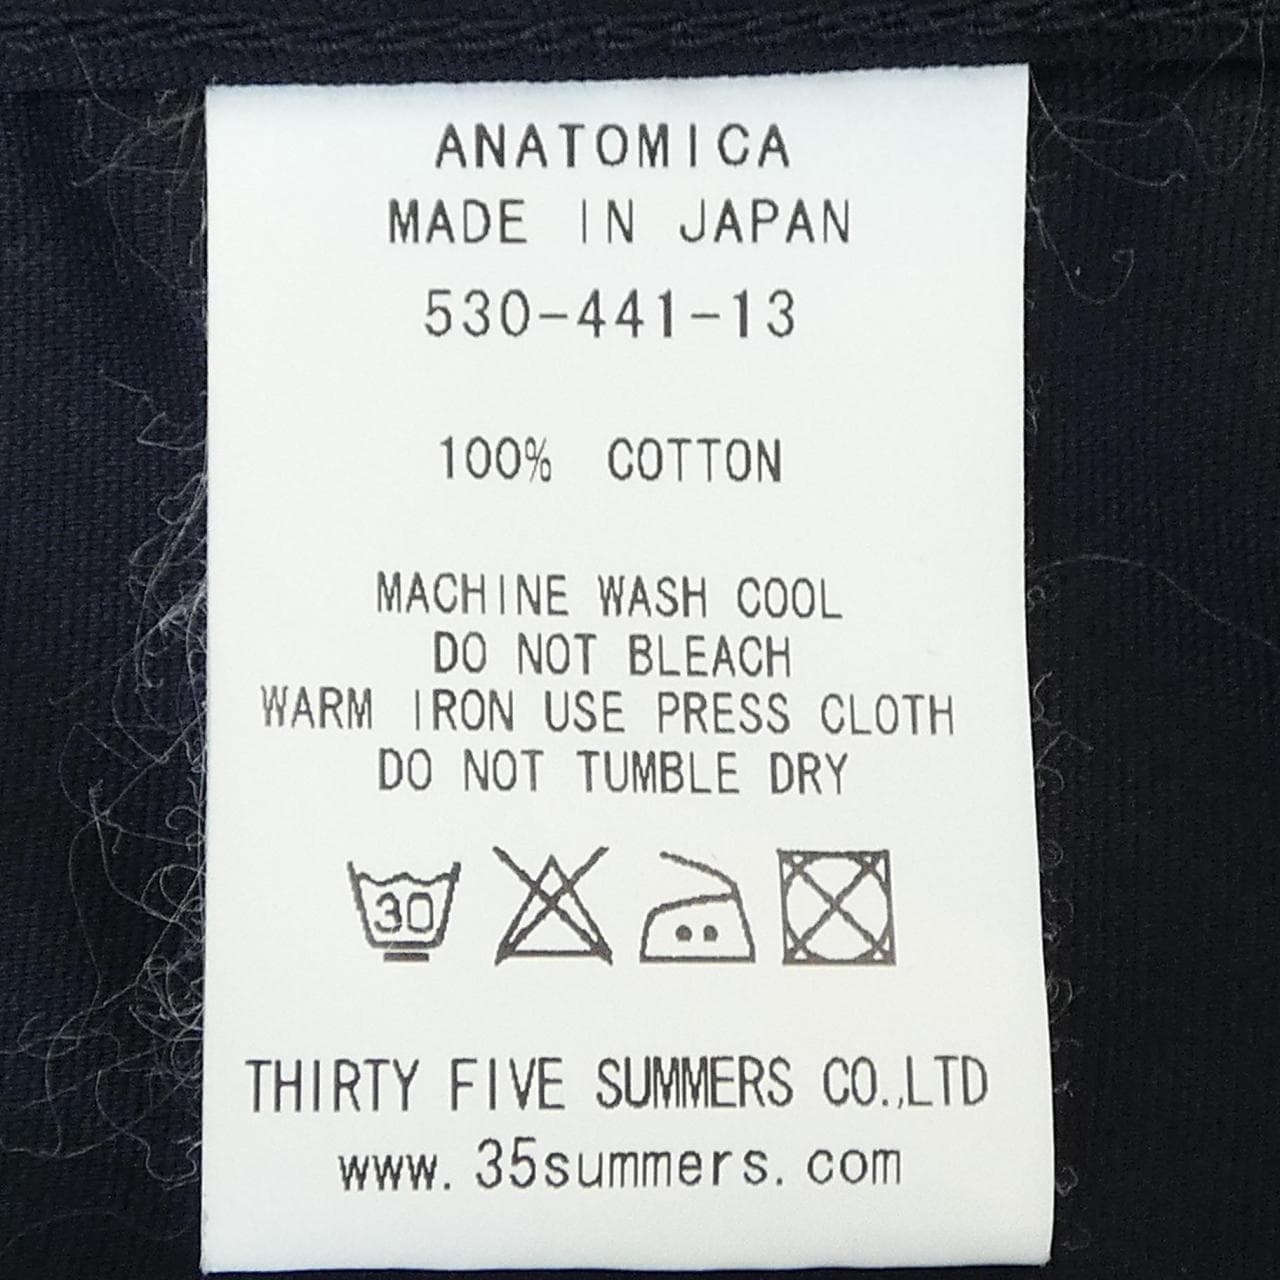 ANATOMICA
MADE IN JAPAN
530-441-13
100% COTTON
MACHINE WASH COOL
DO NOT BLEACH
WARM IRON USE PRESS CLOTH
DO NOT TUMBLE DRY
30
THIRTY FIVE SUMMERS CO.,LTD
www.35summers.com